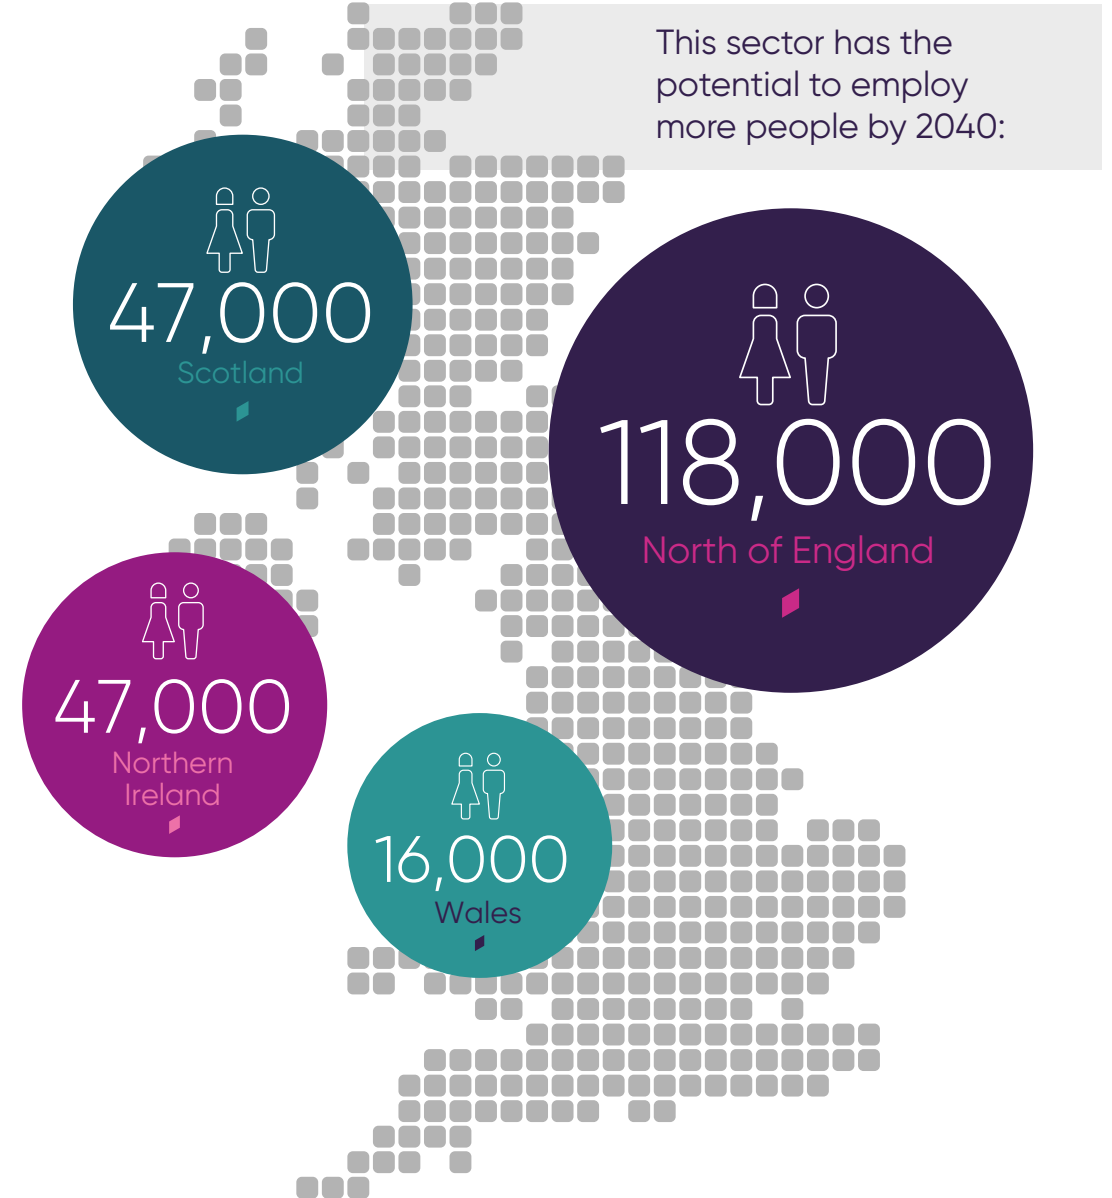 This sector has the
potential to employ
more people by 2040:
47,000
Scotland
118,000
North of England
47,000
Northern
Ireland
16,000
Wales